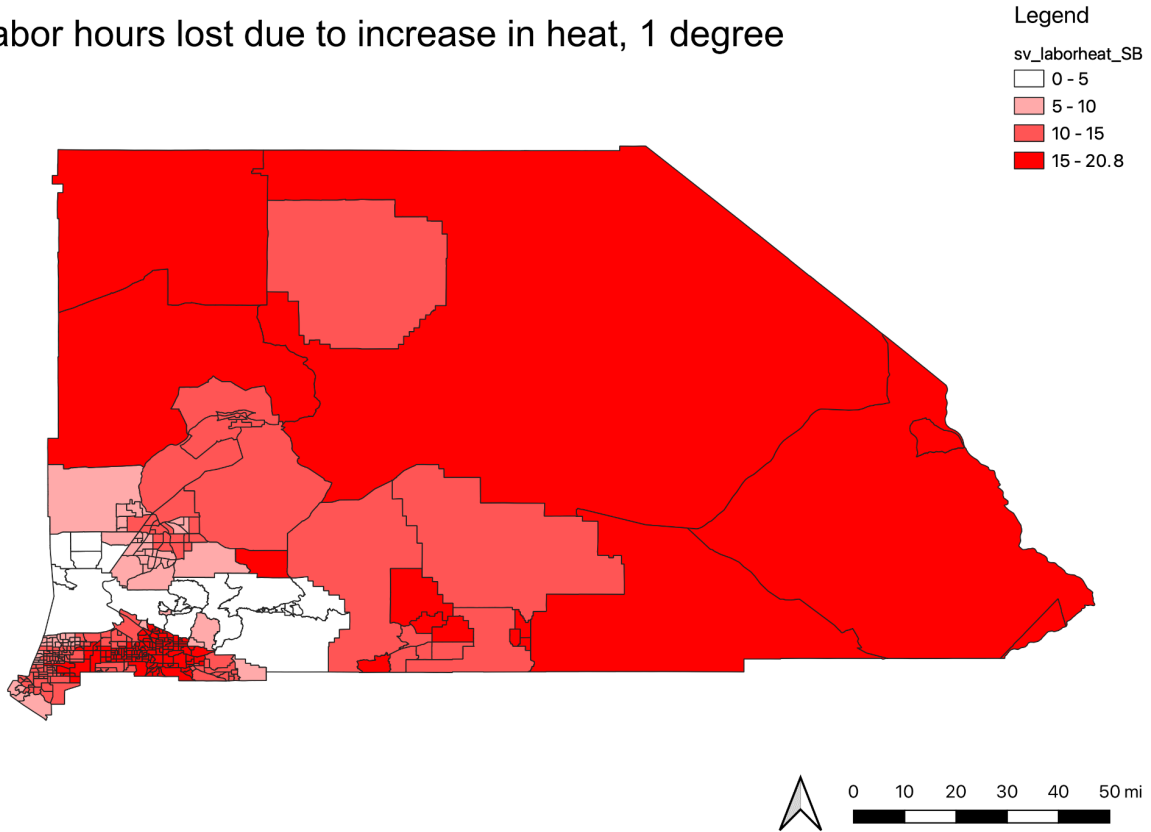 abor hours lost due to increase in heat, 1 degree
Legend
sv_laborheat_SB
0 - 5
5 - 10
10 - 15
15 - 20.8
0 10 20 30 40 50 mi